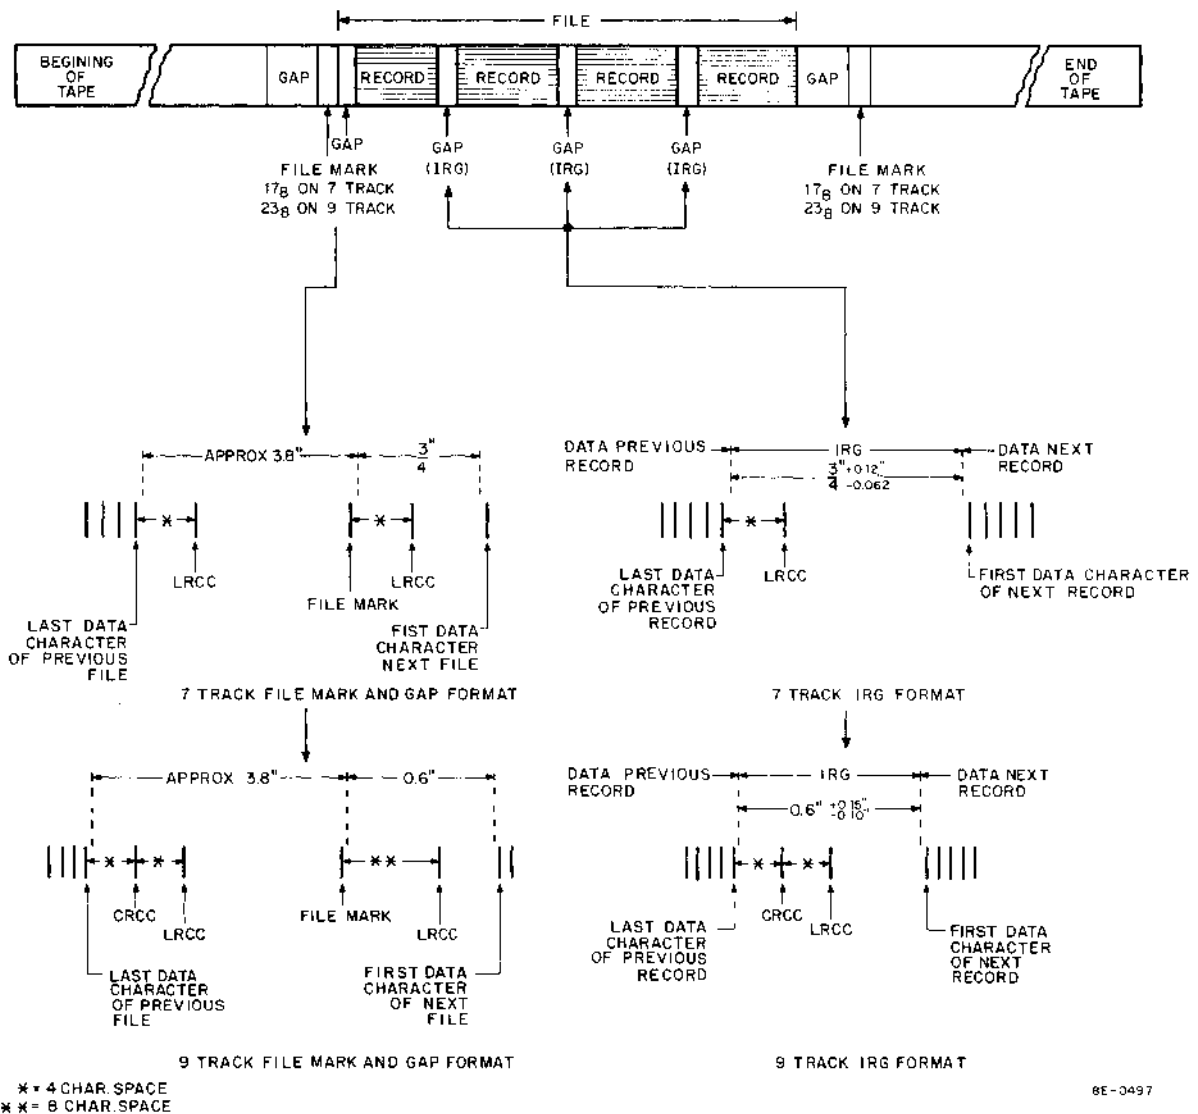 FILE
BEGINING
OF
TAPE
GAP
RECORD
RECORD
RECORD
RECORD
GAP
END
OF
TAPE
GAP
FILE MARK
17₈ ON 7 TRACK
23₈ ON 9 TRACK
GAP
(IRG)
GAP
(IRG)
GAP
(IRG)
FILE MARK
17₈ ON 7 TRACK
23₈ ON 9 TRACK
APPROX 3.8"
3"
4
*
*
LRCC
LRCC
FILE MARK
LAST DATA
CHARACTER
OF PREVIOUS
FILE
FIST DATA
CHARACTER
NEXT FILE
7 TRACK FILE MARK AND GAP FORMAT
DATA PREVIOUS
RECORD
IRG
DATA NEXT
RECORD
3" +0.12"
4 -0.062
*
LAST DATA
CHARACTER
OF PREVIOUS
RECORD
LRCC
FIRST DATA CHARACTER
OF NEXT RECORD
7 TRACK IRG FORMAT
APPROX 3.8"
0.6"
* *
**
CRCC
LRCC
FILE MARK
LRCC
LAST DATA
CHARACTER
OF PREVIOUS
FILE
FIRST DATA
CHARACTER
OF NEXT
FILE
9 TRACK FILE MARK AND GAP FORMAT
DATA PREVIOUS
RECORD
IRG
DATA NEXT
RECORD
0.6" +0.15" -0.10"
* *
CRCC
LRCC
LAST DATA
CHARACTER
OF PREVIOUS
RECORD
FIRST DATA
CHARACTER
OF NEXT
RECORD
9 TRACK IRG FORMAT
* = 4 CHAR. SPACE
* * = 8 CHAR. SPACE
8E-0497